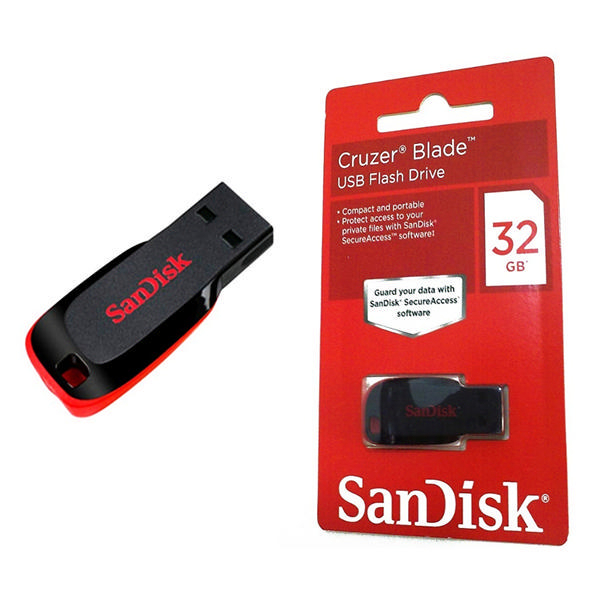 SanDisk
Cruzer® Blade™
USB Flash Drive
• Compact and portable
• Protect access to your
private files with SanDisk®
SecureAccess™ software‡
32
GB*
Guard your data with
SanDisk® SecureAccess™
software
SanDisk
SanDisk®